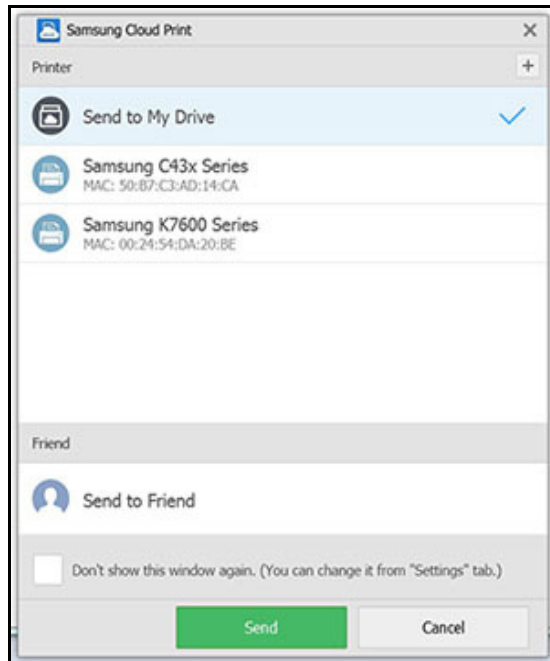 Samsung Cloud Print
Printer
Send to My Drive
Samsung C43x Series
MAC: 50:B7:C3:AD:14:CA
Samsung K7600 Series
MAC: 00:24:54:DA:20:BE
Friend
Send to Friend
Don't show this window again. (You can change it from "Settings" tab.)
Send Cancel